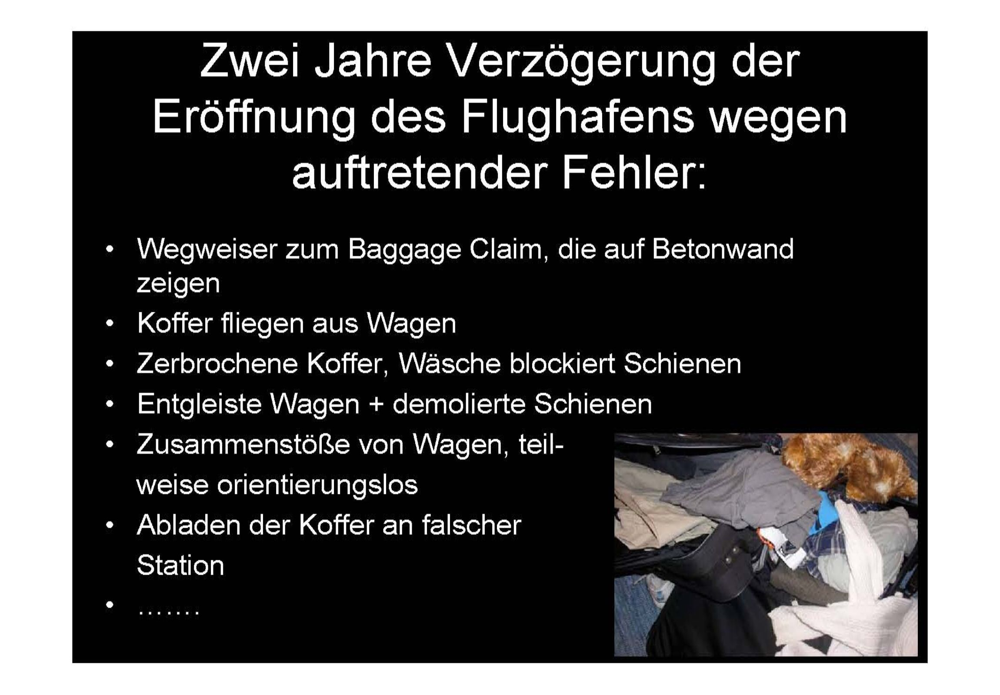 Zwei Jahre Verzögerung der
Eröffnung des Flughafens wegen
auftretender Fehler:
• Wegweiser zum Baggage Claim, die auf Betonwand
zeigen
• Koffer fliegen aus Wagen
• Zerbrochene Koffer, Wäsche blockiert Schienen
• Entgleiste Wagen + demolierte Schienen
• Zusammenstöße von Wagen, teil-
weise orientierungslos
• Abladen der Koffer an falscher
Station
• .......